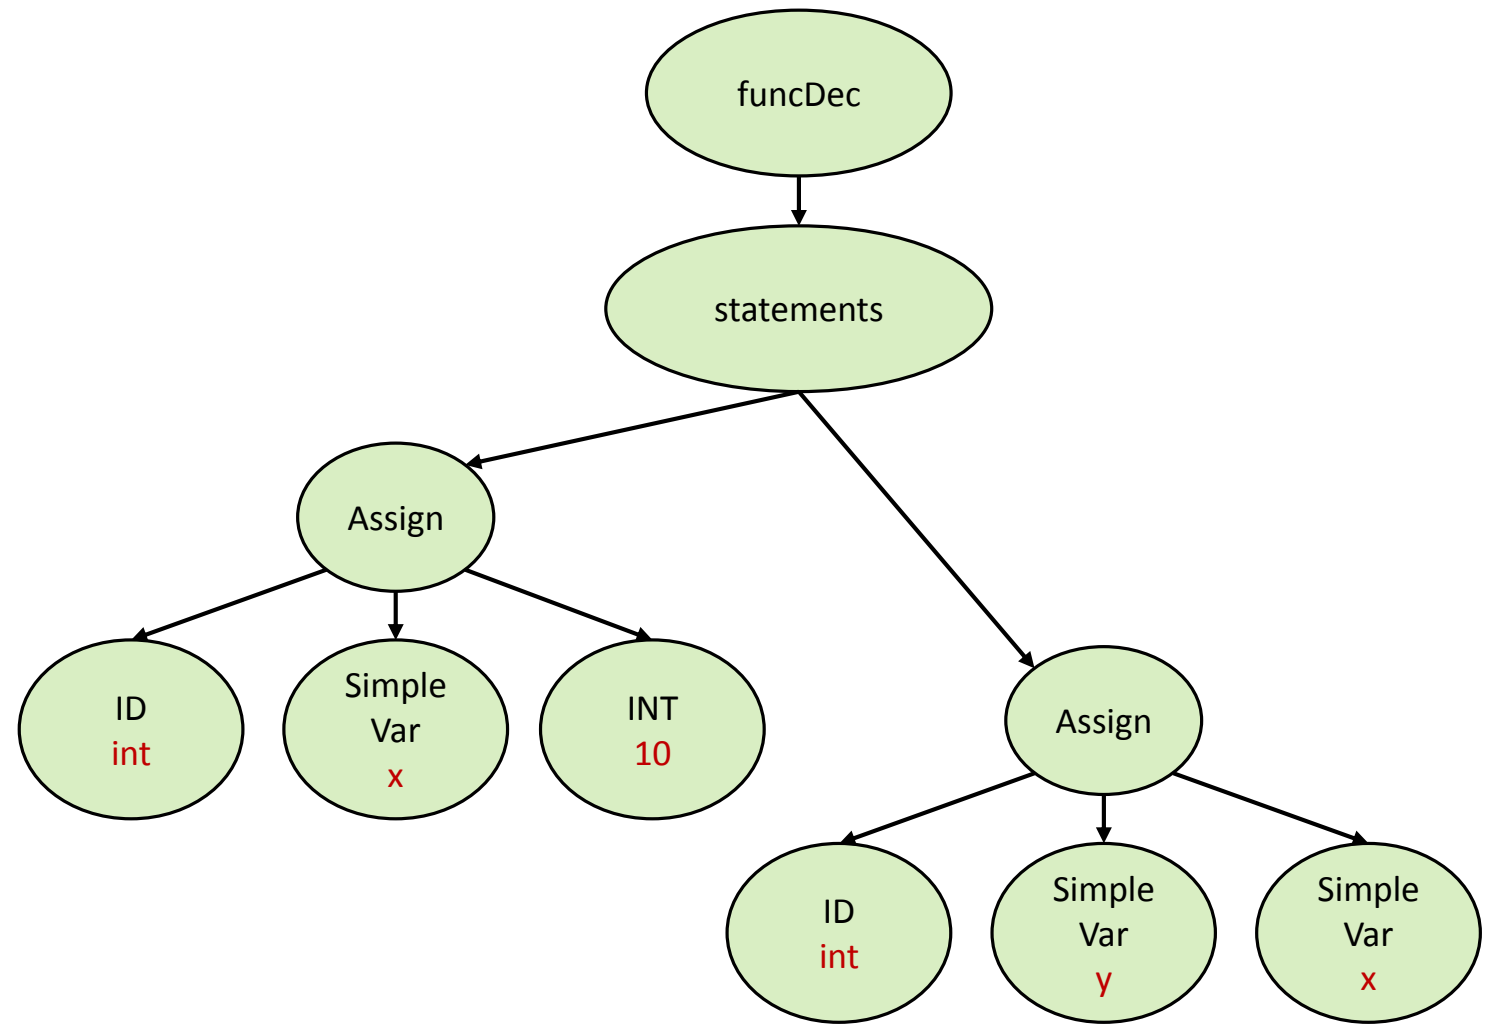 funcDec
statements
Assign
ID
int
Simple
Var
x
INT
10
Assign
ID
int
Simple
Var
y
Simple
Var
x